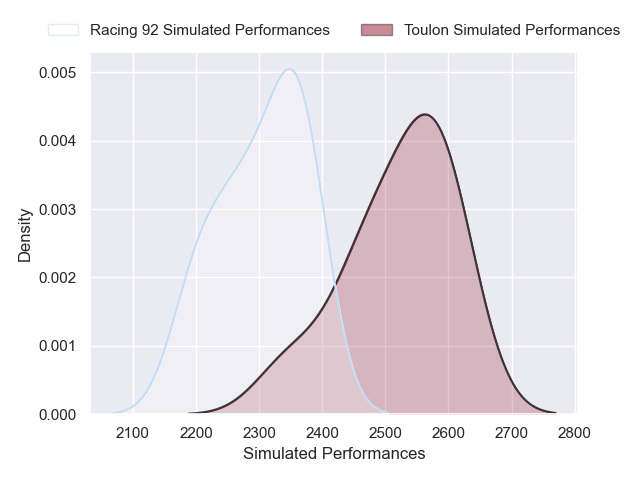 Racing 92 Simulated Performances Toulon Simulated Performances
0.005
0.004
0.003
0.002
0.001
0.000
Density
2100 2200 2300 2400 2500 2600 2700 2800
Simulated Performances